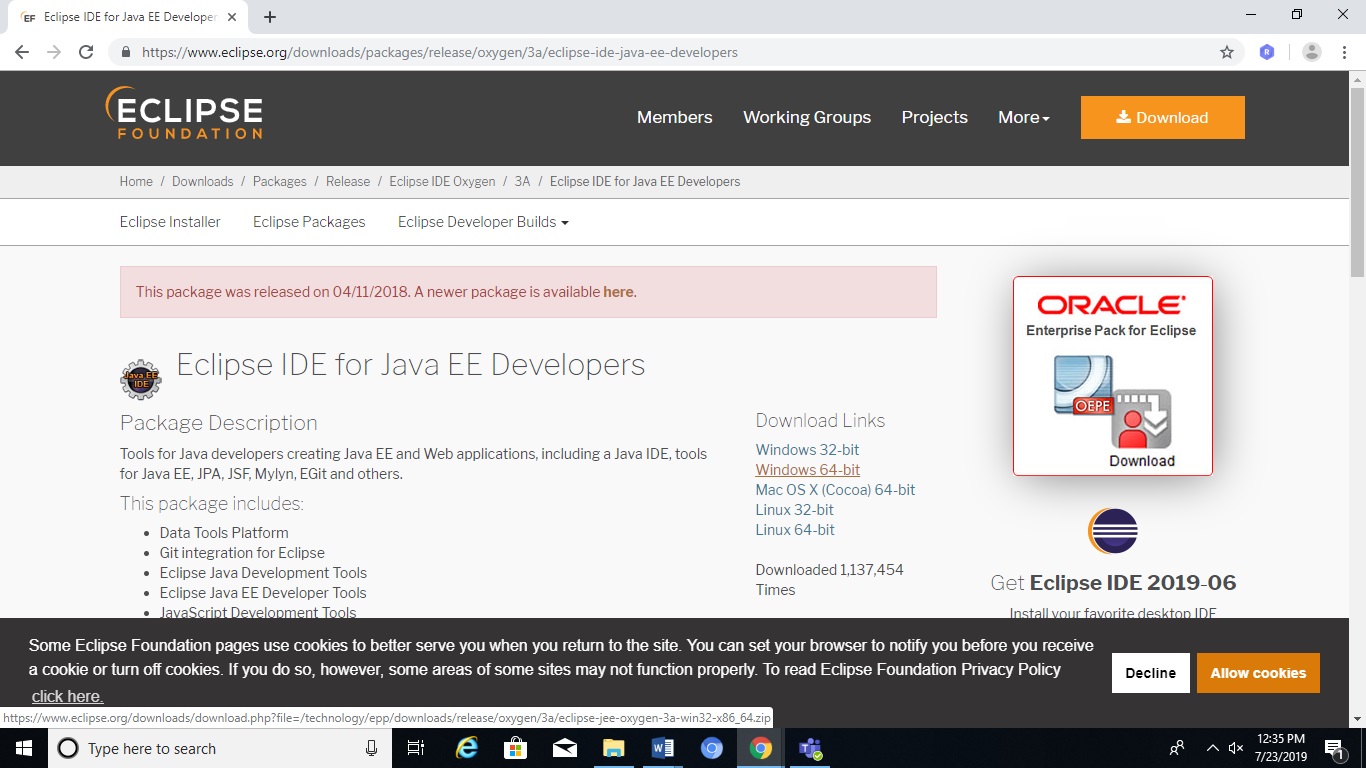 Eclipse IDE for Java EE Developer
https://www.eclipse.org/downloads/packages/release/oxygen/3a/eclipse-ide-java-ee-developers
ECLIPSE
FOUNDATION
Members Working Groups Projects More Download
Home / Downloads / Packages / Release / Eclipse IDE Oxygen / 3A / Eclipse IDE for Java EE Developers
Eclipse Installer Eclipse Packages Eclipse Developer Builds
This package was released on 04/11/2018. A newer package is available here.
ORACLE
Enterprise Pack for Eclipse
OEPE
Download
Java EE
IDE
Eclipse IDE for Java EE Developers
Package Description
Tools for Java developers creating Java EE and Web applications, including a Java IDE, tools
for Java EE, JPA, JSF, Mylyn, EGit and others.
This package includes:
• Data Tools Platform
• Git integration for Eclipse
• Eclipse Java Development Tools
• Eclipse Java EE Developer Tools
• JavaScript Development Tools
Download Links
Windows 32-bit
Windows 64-bit
Mac OS X (Cocoa) 64-bit
Linux 32-bit
Linux 64-bit
Downloaded 1,137,454
Times
Get Eclipse IDE 2019-06
Install your favorite desktop IDE
Some Eclipse Foundation pages use cookies to better serve you when you return to the site. You can set your browser to notify you before you receive
a cookie or turn off cookies. If you do so, however, some areas of some sites may not function properly. To read Eclipse Foundation Privacy Policy
click here.
Decline Allow cookies
https://www.eclipse.org/downloads/download.php?file=/technology/epp/downloads/release/oxygen/3a/eclipse-jee-oxygen-3a-win32-x86_64.zip
Type here to search
12:35 PM
7/23/2019
1